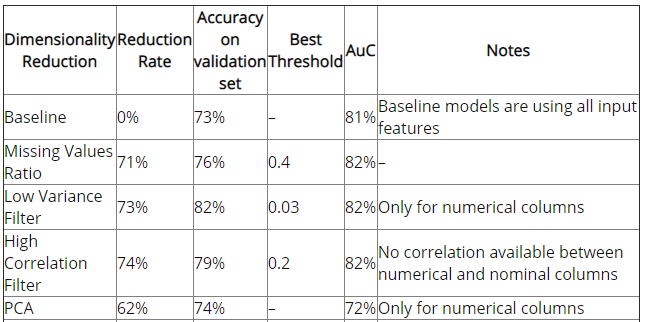 Dimensionality Reduction | Reduction Rate | Accuracy on validation set | Best Threshold | AuC | Notes
Baseline | 0% | 73% | – | 81% | Baseline models are using all input features
Missing Values Ratio | 71% | 76% | 0.4 | 82% | –
Low Variance Filter | 73% | 82% | 0.03 | 82% | Only for numerical columns
High Correlation Filter | 74% | 79% | 0.2 | 82% | No correlation available between numerical and nominal columns
PCA | 62% | 74% | – | 72% | Only for numerical columns